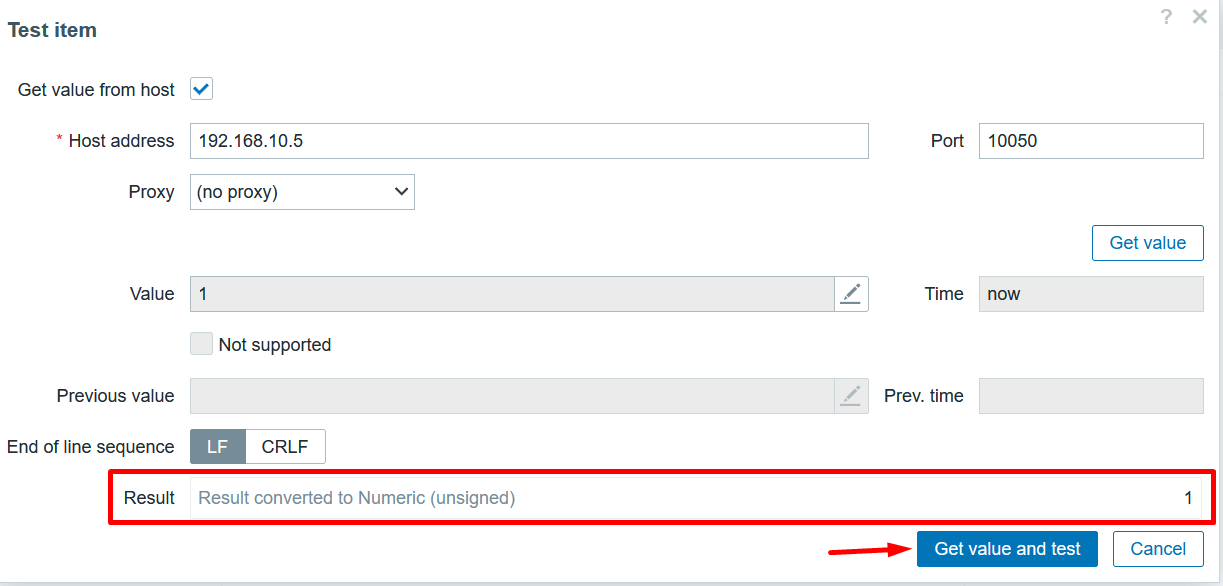 ? ×
Test item
Get value from host
* Host address 192.168.10.5 Port 10050
Proxy (no proxy)
Get value
Value 1 Time now
Not supported
Previous value Prev. time
End of line sequence LF CRLF
Result Result converted to Numeric (unsigned) 1
Get value and test Cancel